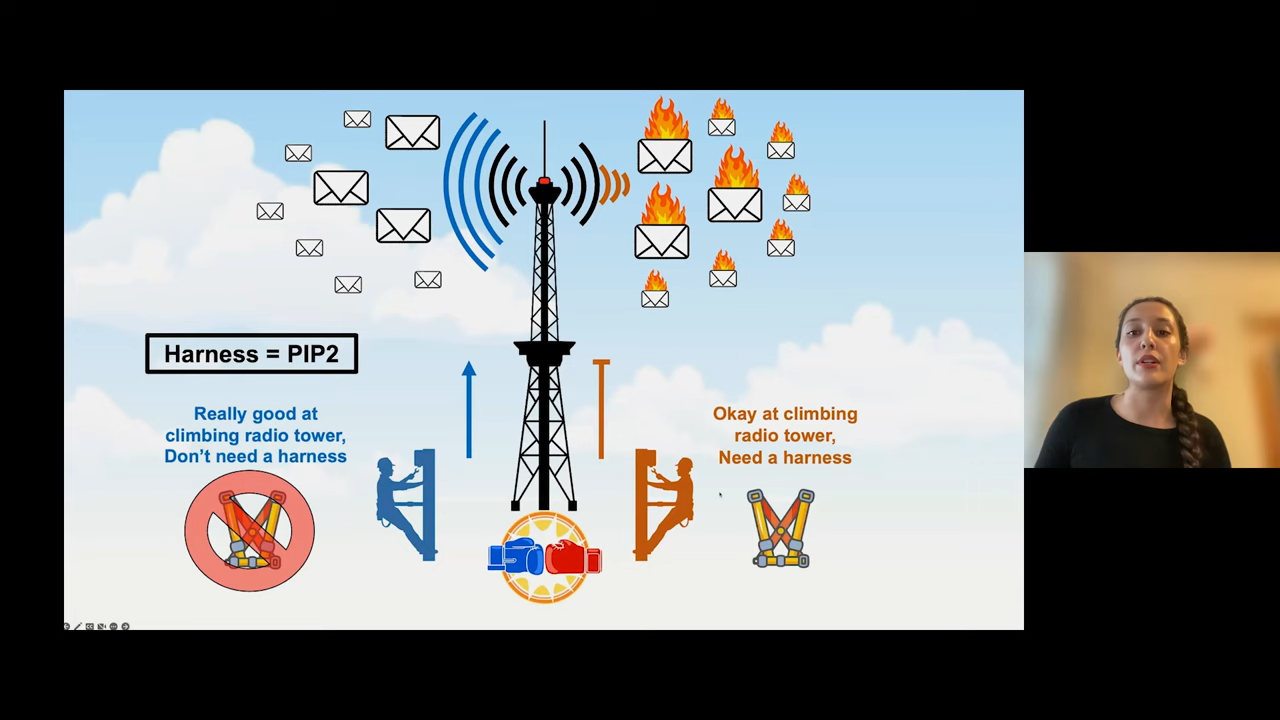 Harness = PIP2
Really good at
climbing radio tower,
Don't need a harness
Okay at climbing
radio tower,
Need a harness